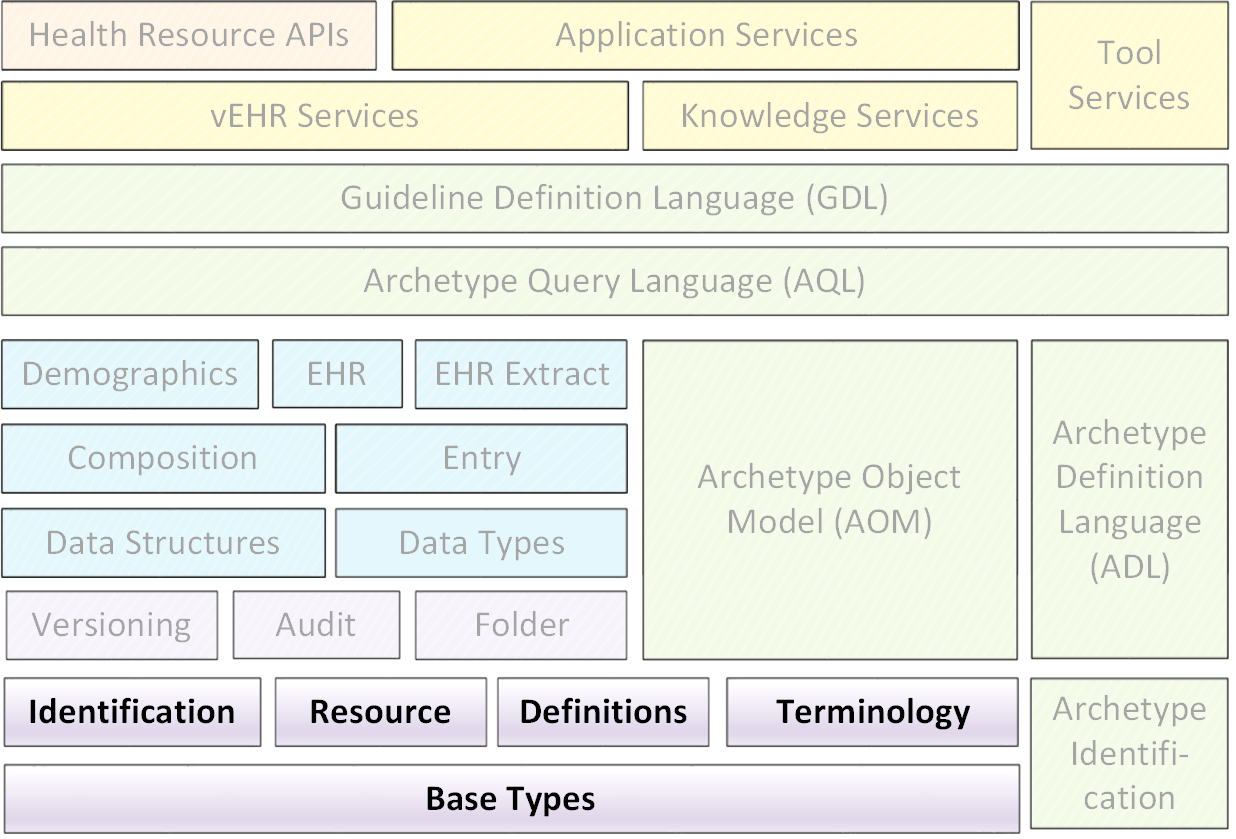 Health Resource APIs
Application Services
Tool
Services
vEHR Services
Knowledge Services
Guideline Definition Language (GDL)
Archetype Query Language (AQL)
Demographics
EHR
EHR Extract
Composition
Entry
Data Structures
Data Types
Versioning
Audit
Folder
Archetype Object
Model (AOM)
Archetype
Definition
Language
(ADL)
Identification
Resource
Definitions
Terminology
Base Types
Archetype
Identifi-
cation